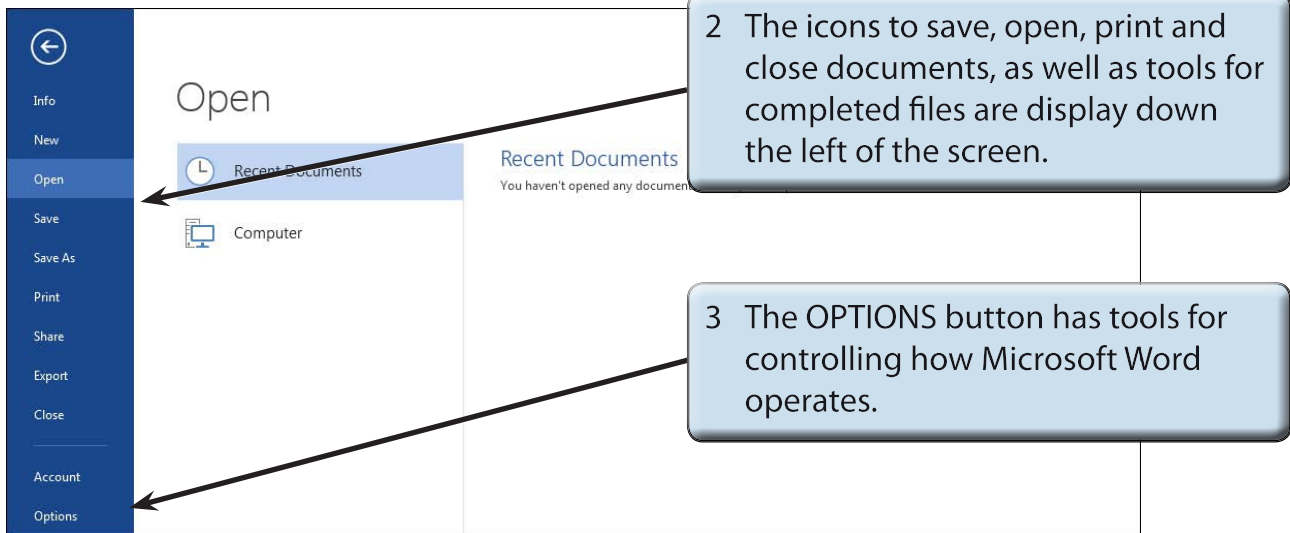 Info
New
Open
Save
Save As
Print
Share
Export
Close
Account
Options
Open
Recent Documents
Computer
Recent Documents
You haven't opened any
2 The icons to save, open, print and
close documents, as well as tools for
completed files are display down
the left of the screen.
3 The OPTIONS button has tools for
controlling how Microsoft Word
operates.